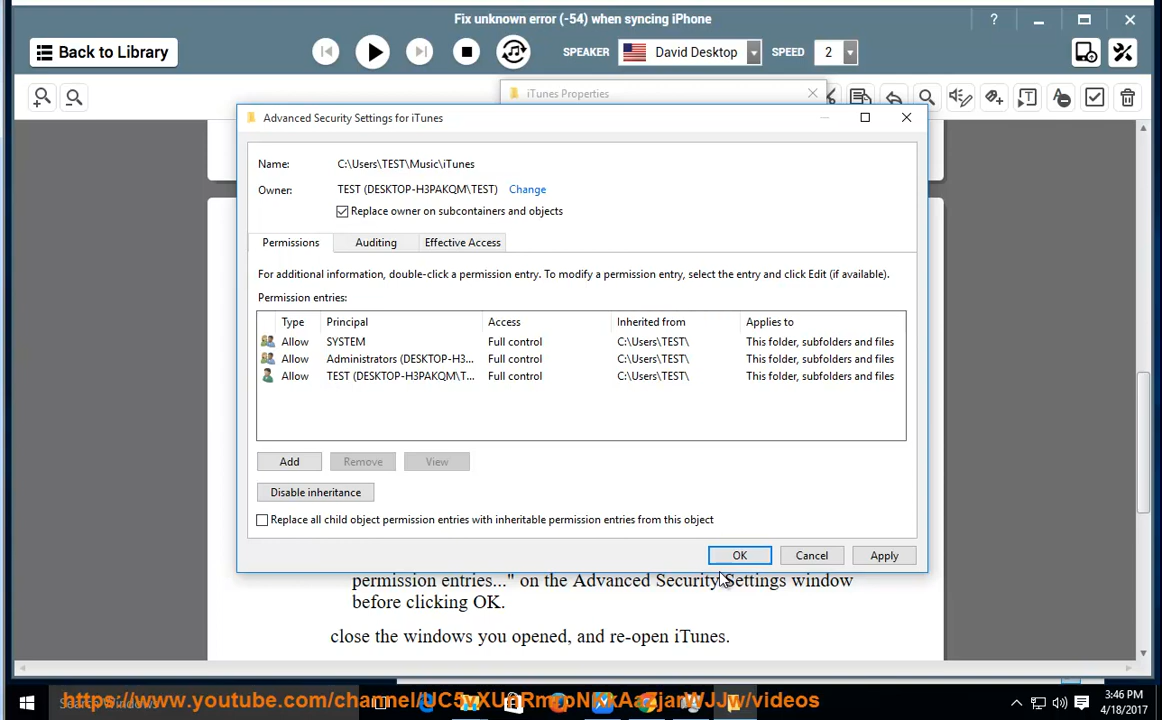 Fix unknown error (-54) when syncing iPhone
?
Back to Library
SPEAKER
David Desktop
SPEED
2
iTunes Properties
Advanced Security Settings for iTunes
Name: C:\Users\TEST\Music\iTunes
Owner: TEST (DESKTOP-H3PAKQM\TEST) Change
Replace owner on subcontainers and objects
Permissions Auditing Effective Access
For additional information, double-click a permission entry. To modify a permission entry, select the entry and click Edit (if available).
Permission entries:
Type Principal Access Inherited from Applies to
Allow SYSTEM Full control C:\Users\TEST\ This folder, subfolders and files
Allow Administrators (DESKTOP-H3... Full control C:\Users\TEST\ This folder, subfolders and files
Allow TEST (DESKTOP-H3PAKQM\T... Full control C:\Users\TEST\ This folder, subfolders and files
Add Remove View
Disable inheritance
Replace all child object permission entries with inheritable permission entries from this object
OK Cancel Apply
permission entries..." on the Advanced Security Settings window
before clicking OK.
close the windows you opened, and re-open iTunes.
3:46 PM
4/18/2017